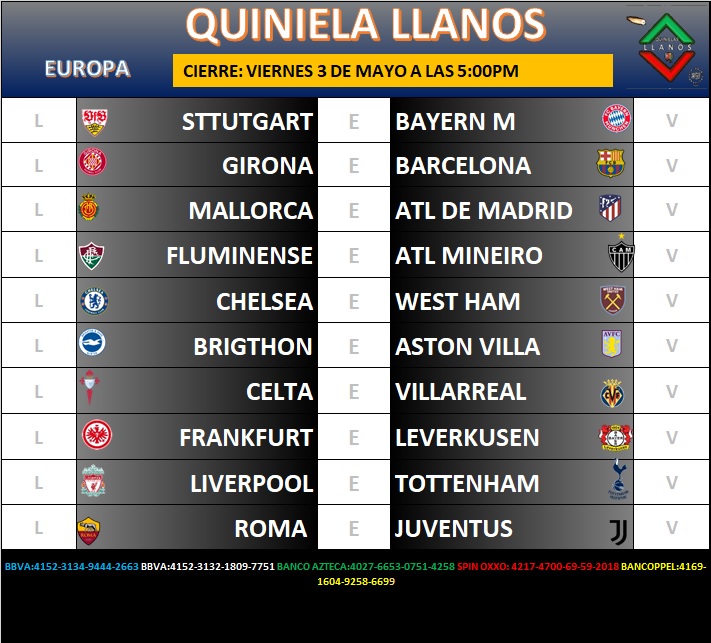 QUINIELA LLANOS
QUINIELAS
LLANOS
EUROPA
CIERRE: VIERNES 3 DE MAYO A LAS 5:00PM
L STTUTGART E BAYERN M V
L GIRONA E BARCELONA V
L MALLORCA E ATL DE MADRID V
L FLUMINENSE E ATL MINEIRO V
L CHELSEA E WEST HAM V
L BRIGTHON E ASTON VILLA V
L CELTA E VILLARREAL V
L FRANKFURT E LEVERKUSEN V
L LIVERPOOL E TOTTENHAM V
L ROMA E JUVENTUS V
BBVA:4152-3134-9444-2663 BBVA:4152-3132-1809-7751 BANCO AZTECA:4027-6653-0751-4258 SPIN OXXO: 4217-4700-69-59-2018 BANCOPPEL:4169-
1604-9258-6699